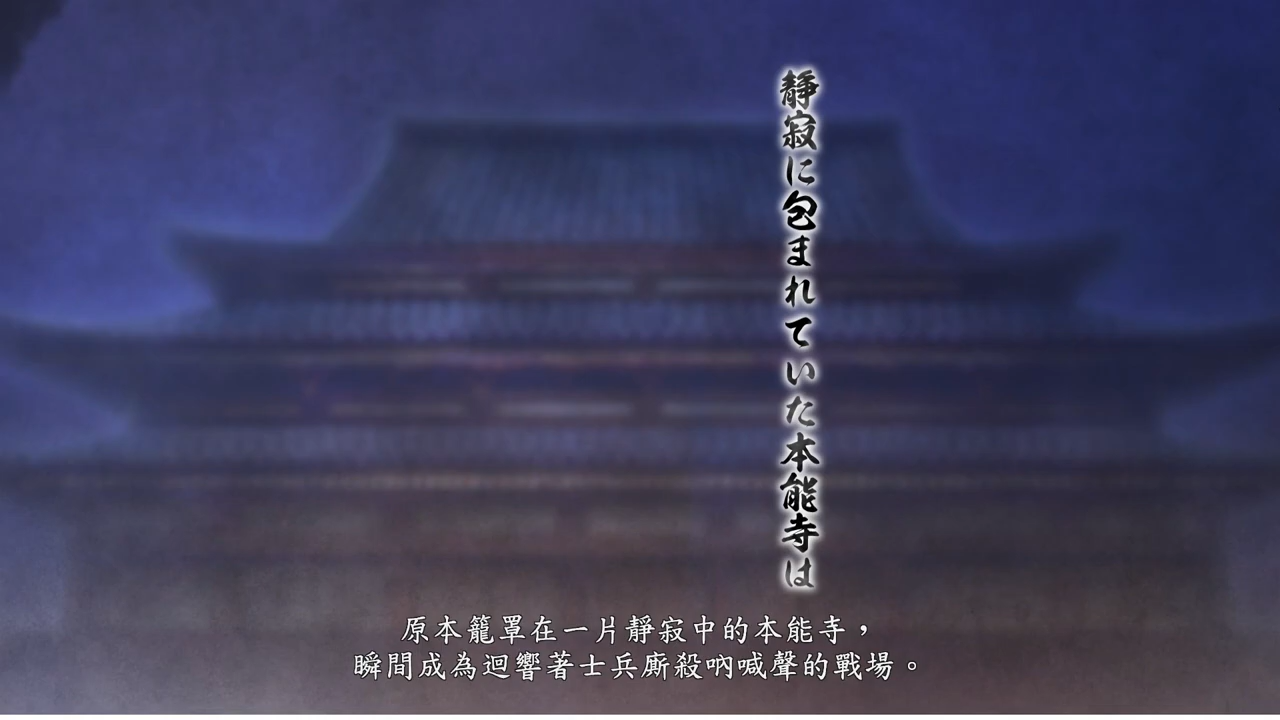 静寂に包まれていた本能寺は
原本籠罩在一片靜寂中的本能寺，
瞬間成為迴響著士兵廝殺吶喊聲的戰場。